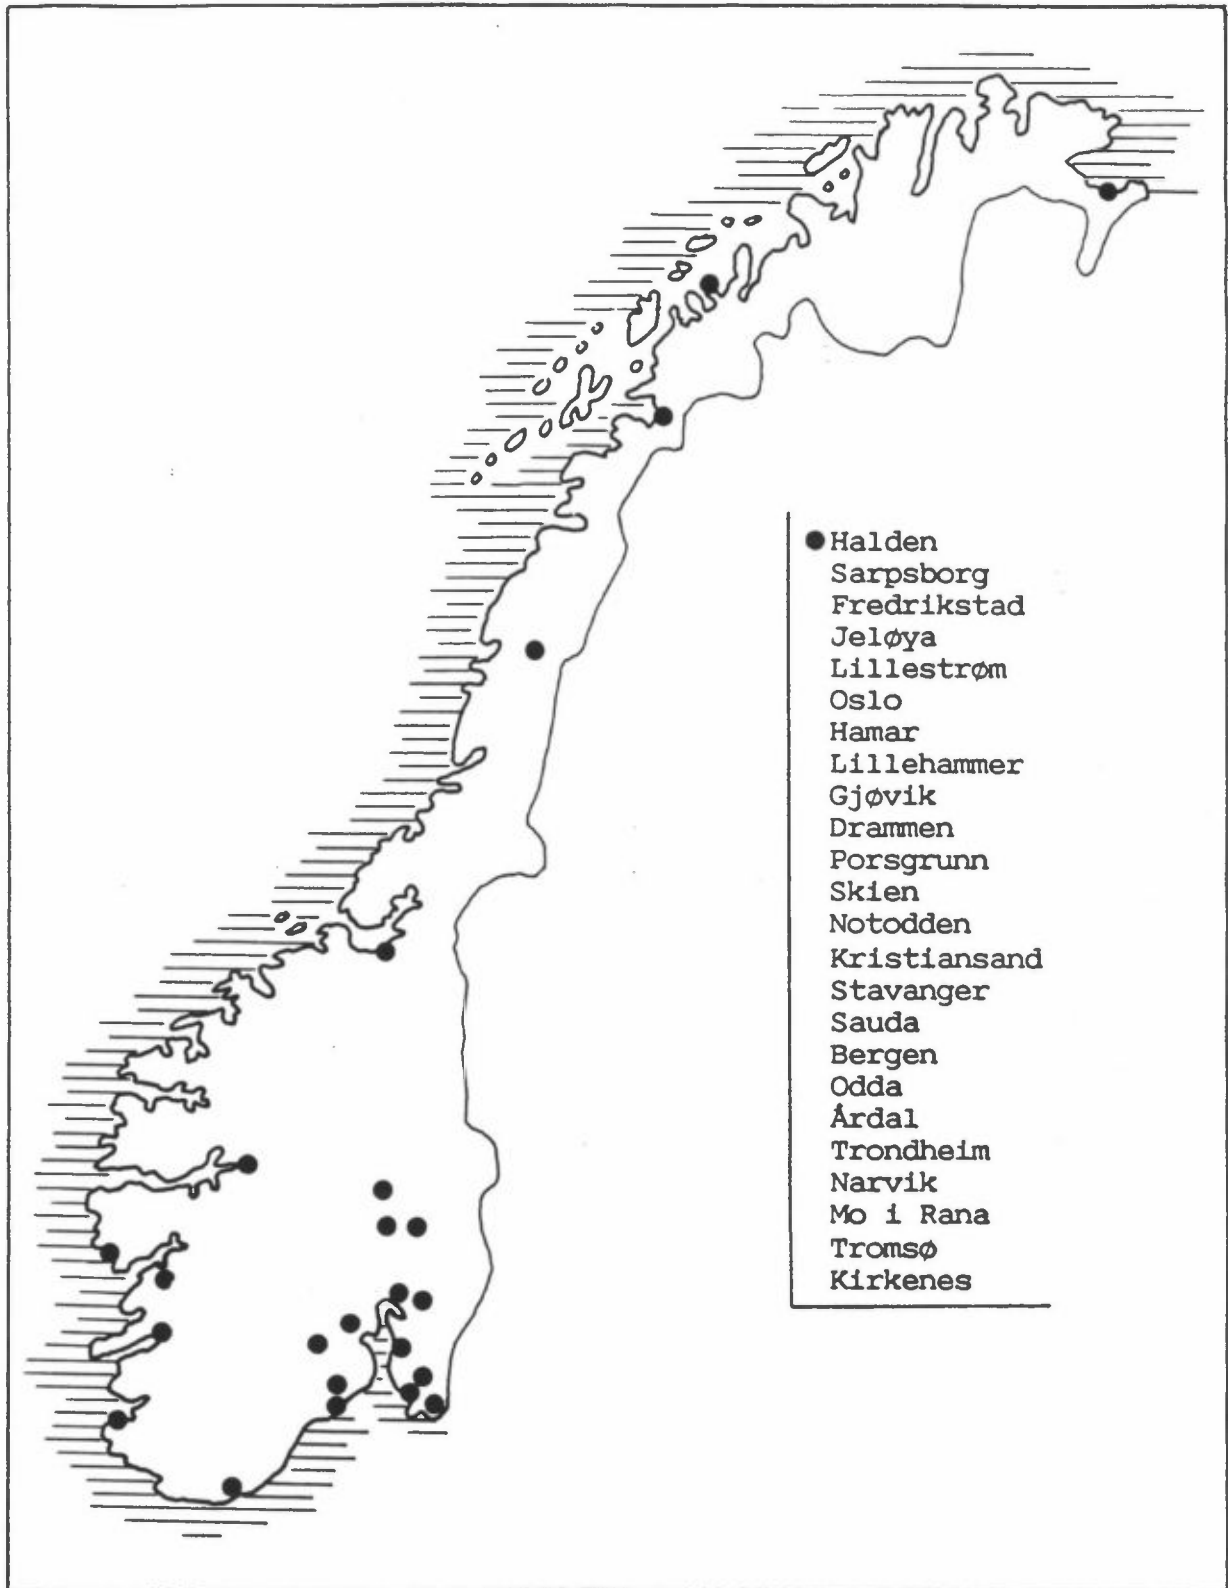 Halden
Sarpsborg
Fredrikstad
Jeløya
Lillestrøm
Oslo
Hamar
Lillehammer
Gjøvik
Drammen
Porsgrunn
Skien
Notodden
Kristiansand
Stavanger
Sauda
Bergen
Odda
Årdal
Trondheim
Narvik
Mo i Rana
Tromsø
Kirkenes